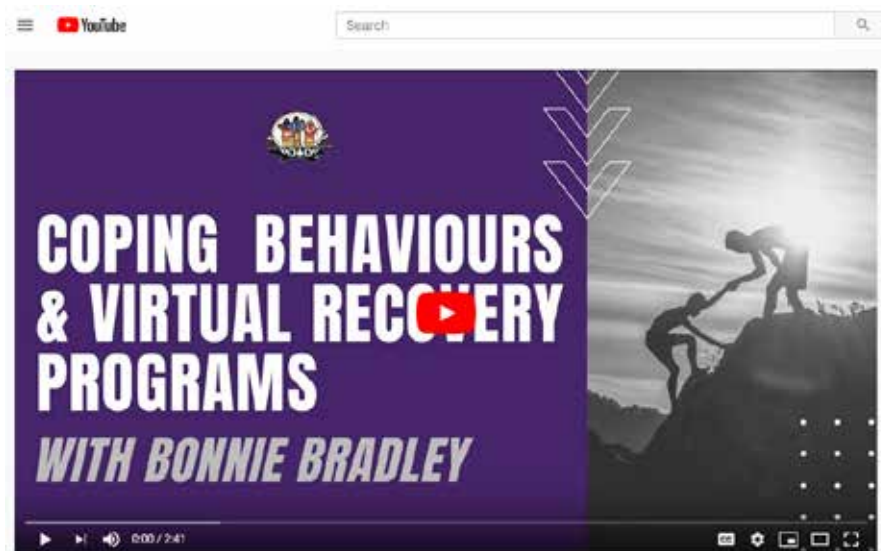 YouTube
Search
COPING BEHAVIOURS
& VIRTUAL RECOVERY
PROGRAMS
WITH BONNIE BRADLEY
0:00 / 2:41